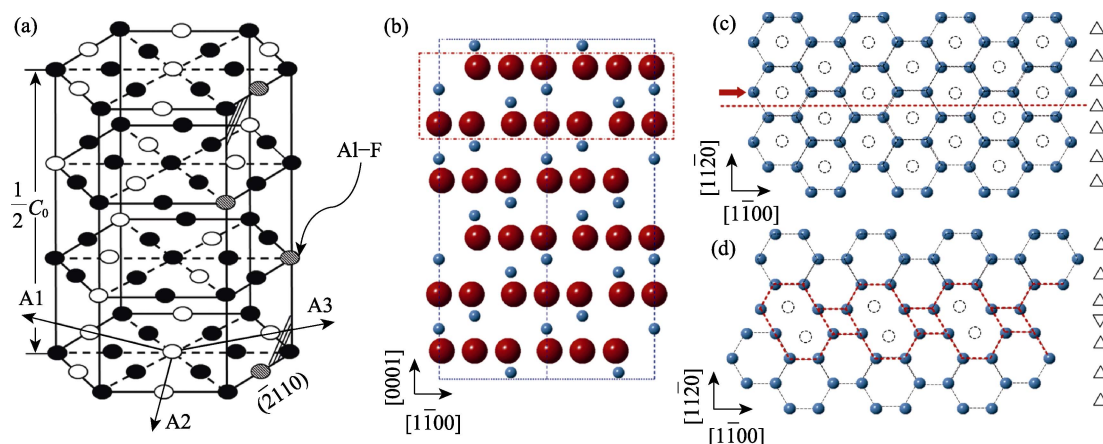 (a)
1/2 C₀
Al–F
A1
A3
A2
(2̄110)
(b)
[0001]
[11̄00]
(c)
[112̄0]
[11̄00]
(d)
[112̄0]
[11̄00]